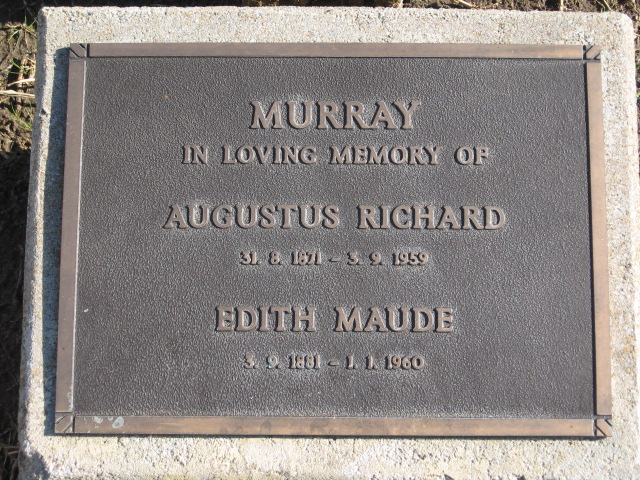 MURRAY
IN LOVING MEMORY OF
AUGUSTUS RICHARD
31. 8. 1871 – 3. 9. 1959
EDITH MAUDE
3. 9. 1881 – 1. 1. 1960